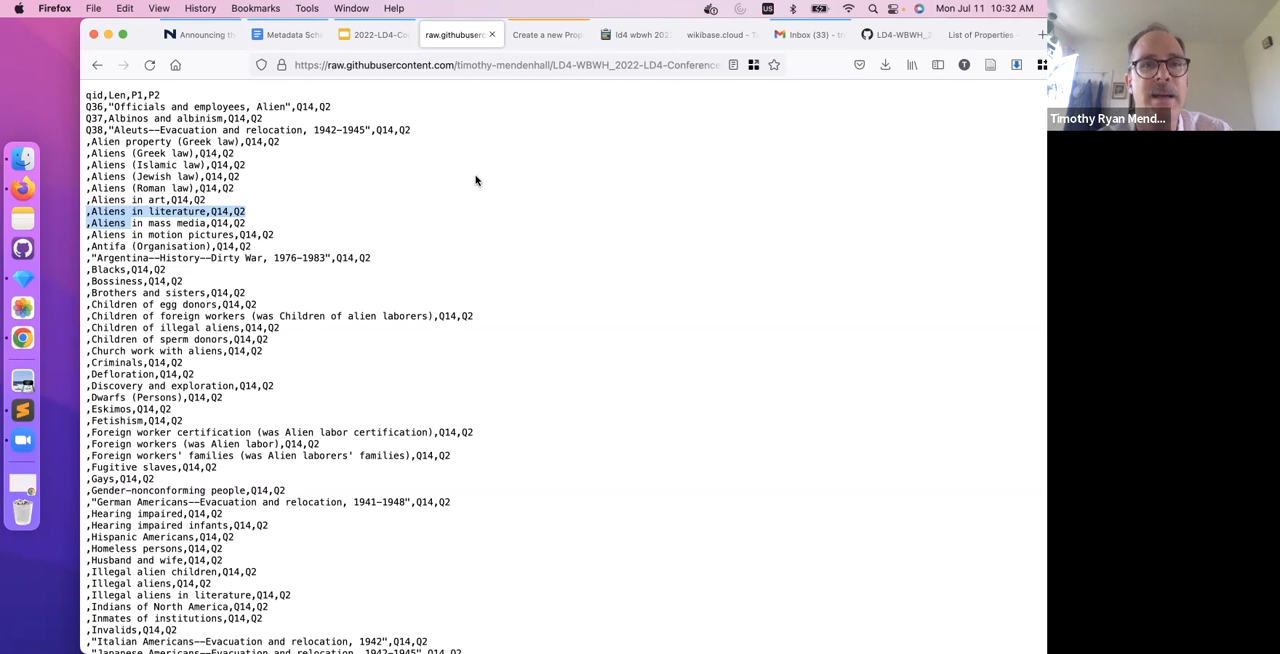 Firefox File Edit View History Bookmarks Tools Window Help US Mon Jul 11 10:32 AM
Announcing th Metadata Sch 2022-LD4-Co raw.githubuserc Create a new Prop ld4 wbwh 202 wikibase.cloud - T Inbox (33) - t LD4-WBWH_2 List of Properties
https://raw.githubusercontent.com/timothy-mendenhall/LD4-WBWH_2022-LD4-Conference
Timothy Ryan Mend...
qid,Len,P1,P2
Q36,"Officials and employees, Alien",Q14,Q2
Q37,Albinos and albinism,Q14,Q2
Q38,"Aleuts--Evacuation and relocation, 1942-1945",Q14,Q2
,Alien property (Greek law),Q14,Q2
,Aliens (Greek law),Q14,Q2
,Aliens (Islamic law),Q14,Q2
,Aliens (Jewish law),Q14,Q2
,Aliens (Roman law),Q14,Q2
,Aliens in art,Q14,Q2
,Aliens in literature,Q14,Q2
,Aliens in mass media,Q14,Q2
,Aliens in motion pictures,Q14,Q2
,Antifa (Organisation),Q14,Q2
,"Argentina--History--Dirty War, 1976-1983",Q14,Q2
,Blacks,Q14,Q2
,Bossiness,Q14,Q2
,Brothers and sisters,Q14,Q2
,Children of egg donors,Q14,Q2
,Children of foreign workers (was Children of alien laborers),Q14,Q2
,Children of illegal aliens,Q14,Q2
,Children of sperm donors,Q14,Q2
,Church work with aliens,Q14,Q2
,Criminals,Q14,Q2
,Defloration,Q14,Q2
,Discovery and exploration,Q14,Q2
,Dwarfs (Persons),Q14,Q2
,Eskimos,Q14,Q2
,Fetishism,Q14,Q2
,Foreign worker certification (was Alien labor certification),Q14,Q2
,Foreign workers (was Alien labor),Q14,Q2
,Foreign workers' families (was Alien laborers' families),Q14,Q2
,Fugitive slaves,Q14,Q2
,Gays,Q14,Q2
,Gender-nonconforming people,Q14,Q2
,"German Americans--Evacuation and relocation, 1941-1948",Q14,Q2
,Hearing impaired,Q14,Q2
,Hearing impaired infants,Q14,Q2
,Hispanic Americans,Q14,Q2
,Homeless persons,Q14,Q2
,Husband and wife,Q14,Q2
,Illegal alien children,Q14,Q2
,Illegal aliens,Q14,Q2
,Illegal aliens in literature,Q14,Q2
,Indians of North America,Q14,Q2
,Inmates of institutions,Q14,Q2
,Invalids,Q14,Q2
,"Italian Americans--Evacuation and relocation, 1942",Q14,Q2
,"Japanese Americans--Evacuation and relocation, 1942-1945",Q14,Q2